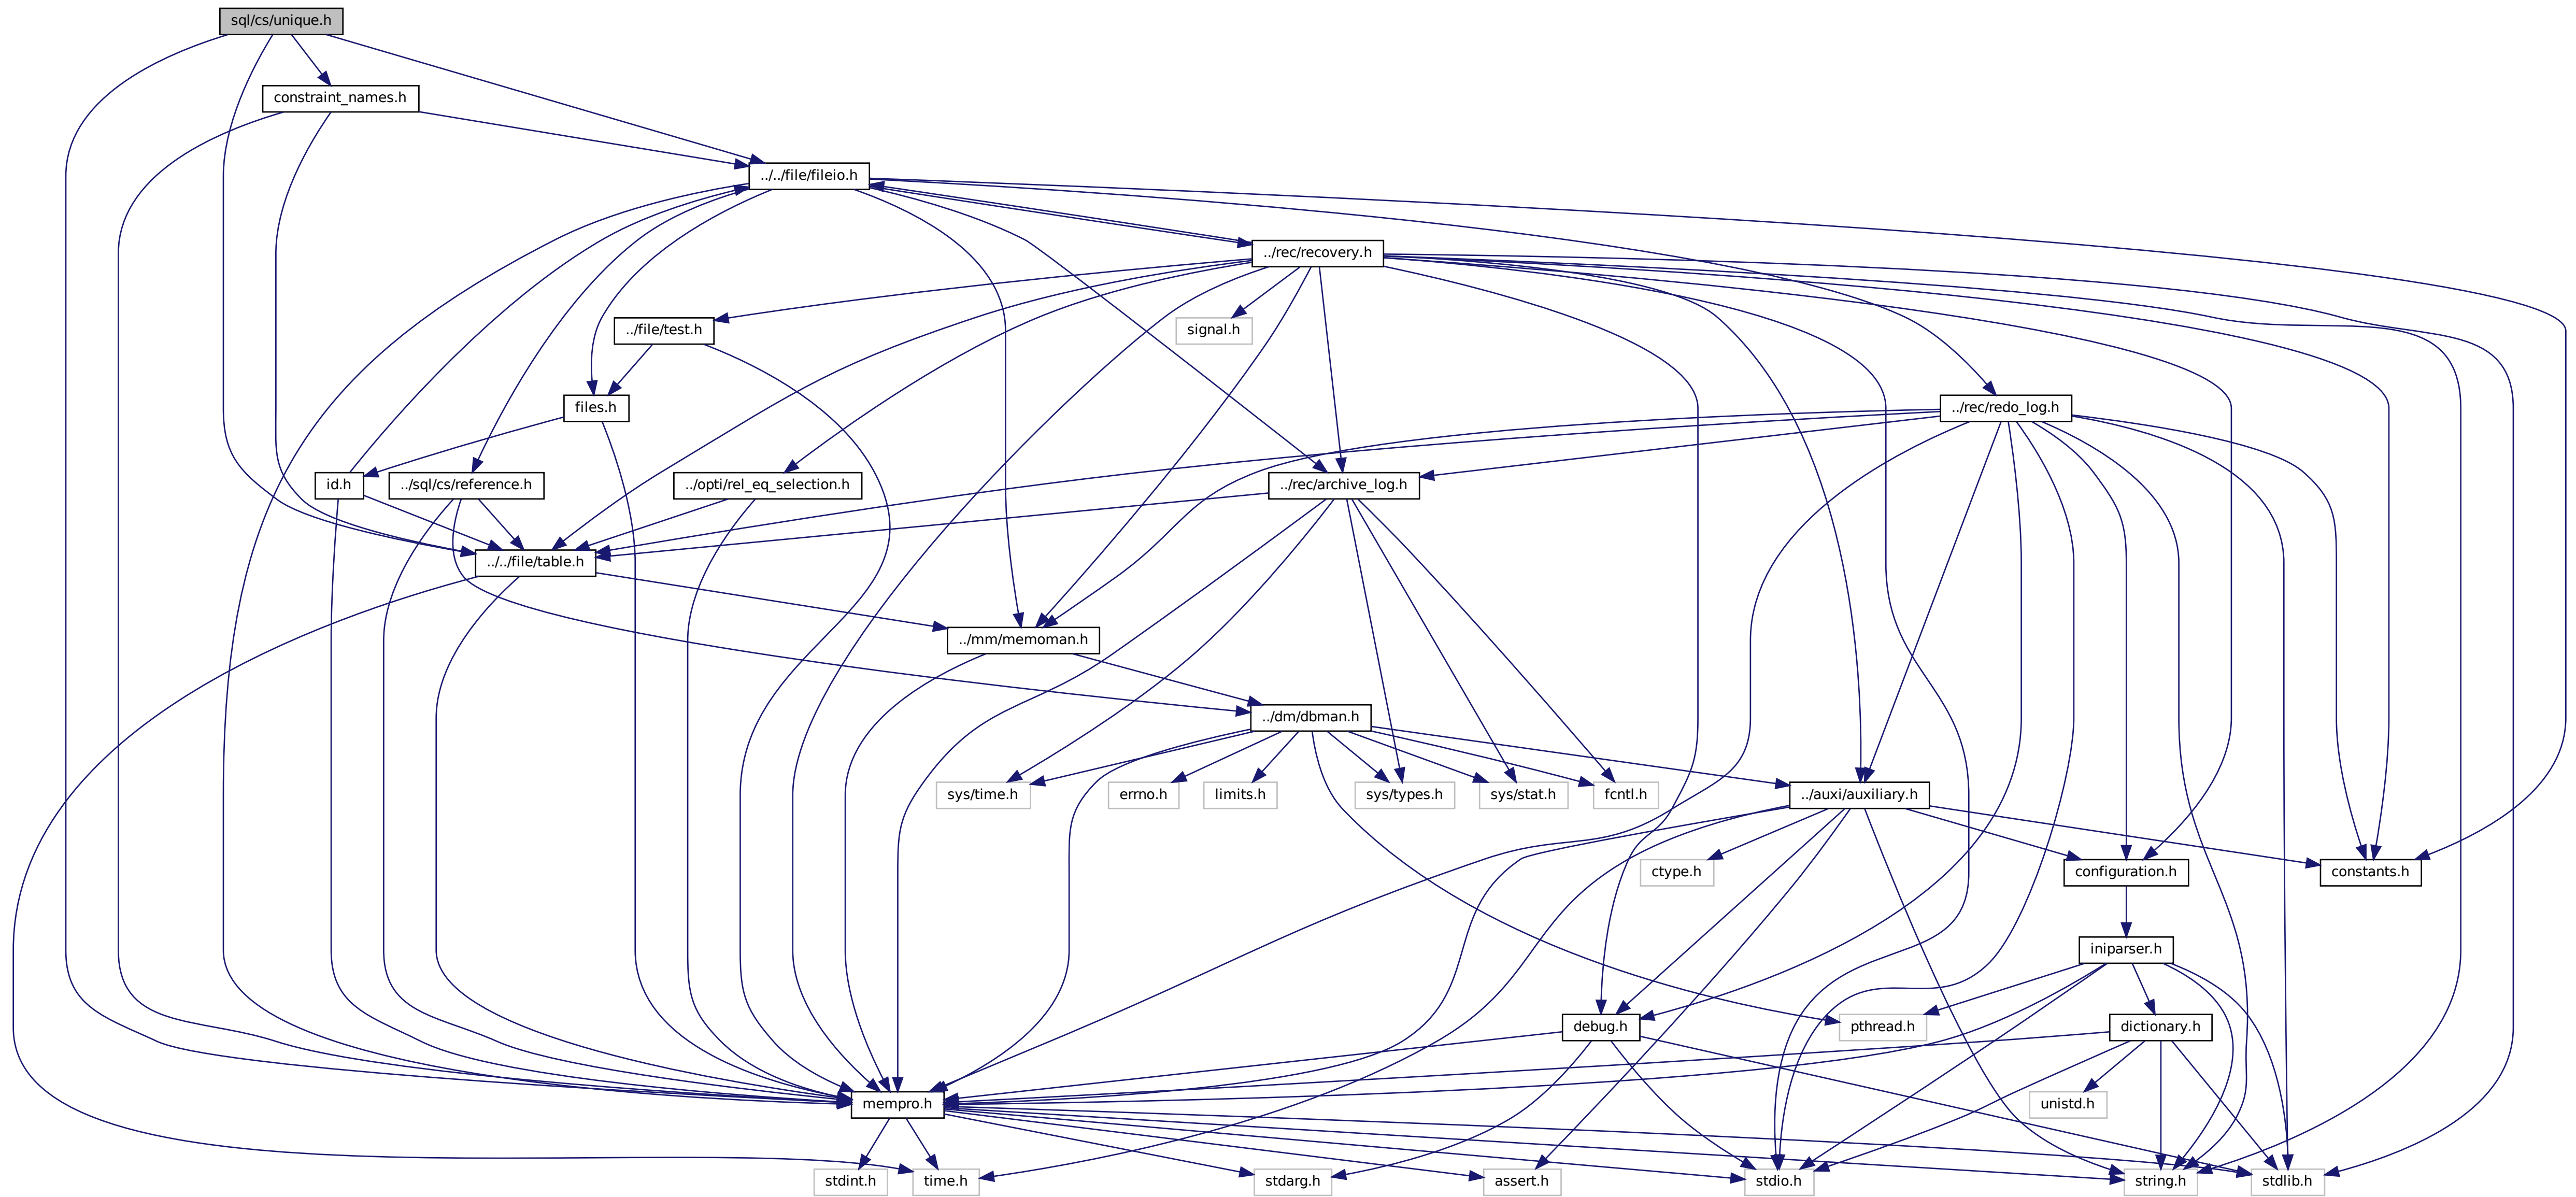 sql/cs/unique.h
constraint_names.h
../../file/fileio.h
../rec/recovery.h
../file/test.h
signal.h
files.h
../rec/redo_log.h
id.h
../sql/cs/reference.h
../opti/rel_eq_selection.h
../rec/archive_log.h
../../file/table.h
../mm/memoman.h
../dm/dbman.h
sys/time.h
errno.h
limits.h
sys/types.h
sys/stat.h
fcntl.h
../auxi/auxiliary.h
ctype.h
configuration.h
constants.h
iniparser.h
debug.h
pthread.h
dictionary.h
mempro.h
unistd.h
stdint.h
time.h
stdarg.h
assert.h
stdio.h
string.h
stdlib.h